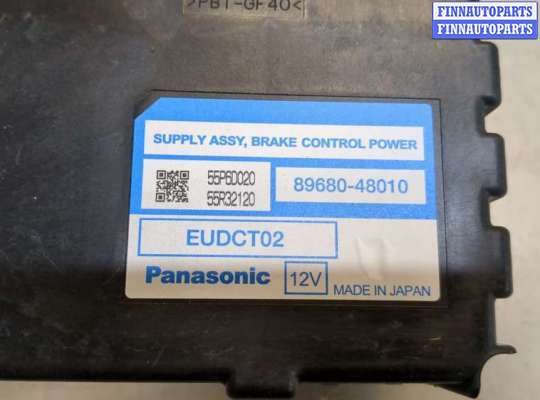 >PBT-GF40<
FINNAUTOPARTS
FINNAUTOPARTS
SUPPLY ASSY, BRAKE CONTROL POWER
55P6D020
55R32120
89680-48010
EUDCT02
Panasonic
12V
MADE IN JAPAN